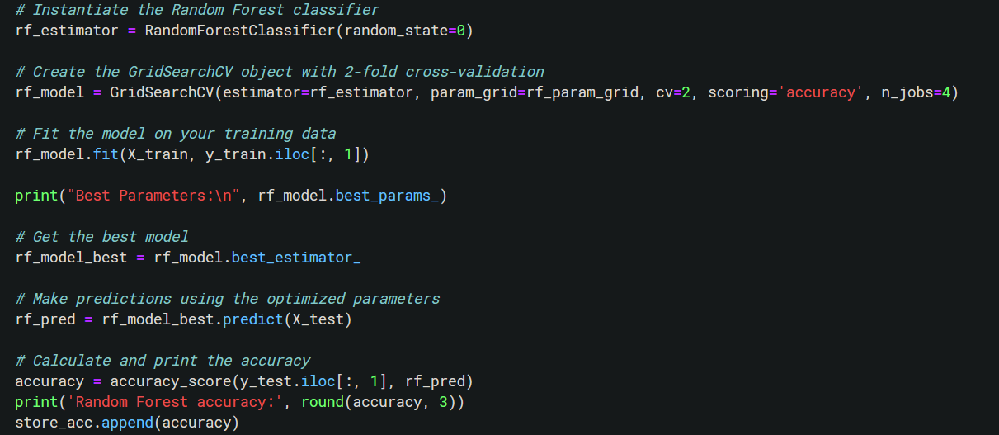 # Instantiate the Random Forest classifier
rf_estimator = RandomForestClassifier(random_state=0)
# Create the GridSearchCV object with 2-fold cross-validation
rf_model = GridSearchCV(estimator=rf_estimator, param_grid=rf_param_grid, cv=2, scoring='accuracy', n_jobs=4)
# Fit the model on your training data
rf_model.fit(X_train, y_train.iloc[:, 1])
print("Best Parameters:\n", rf_model.best_params_)
# Get the best model
rf_model_best = rf_model.best_estimator_
# Make predictions using the optimized parameters
rf_pred = rf_model_best.predict(X_test)
# Calculate and print the accuracy
accuracy = accuracy_score(y_test.iloc[:, 1], rf_pred)
print('Random Forest accuracy:', round(accuracy, 3))
store_acc.append(accuracy)